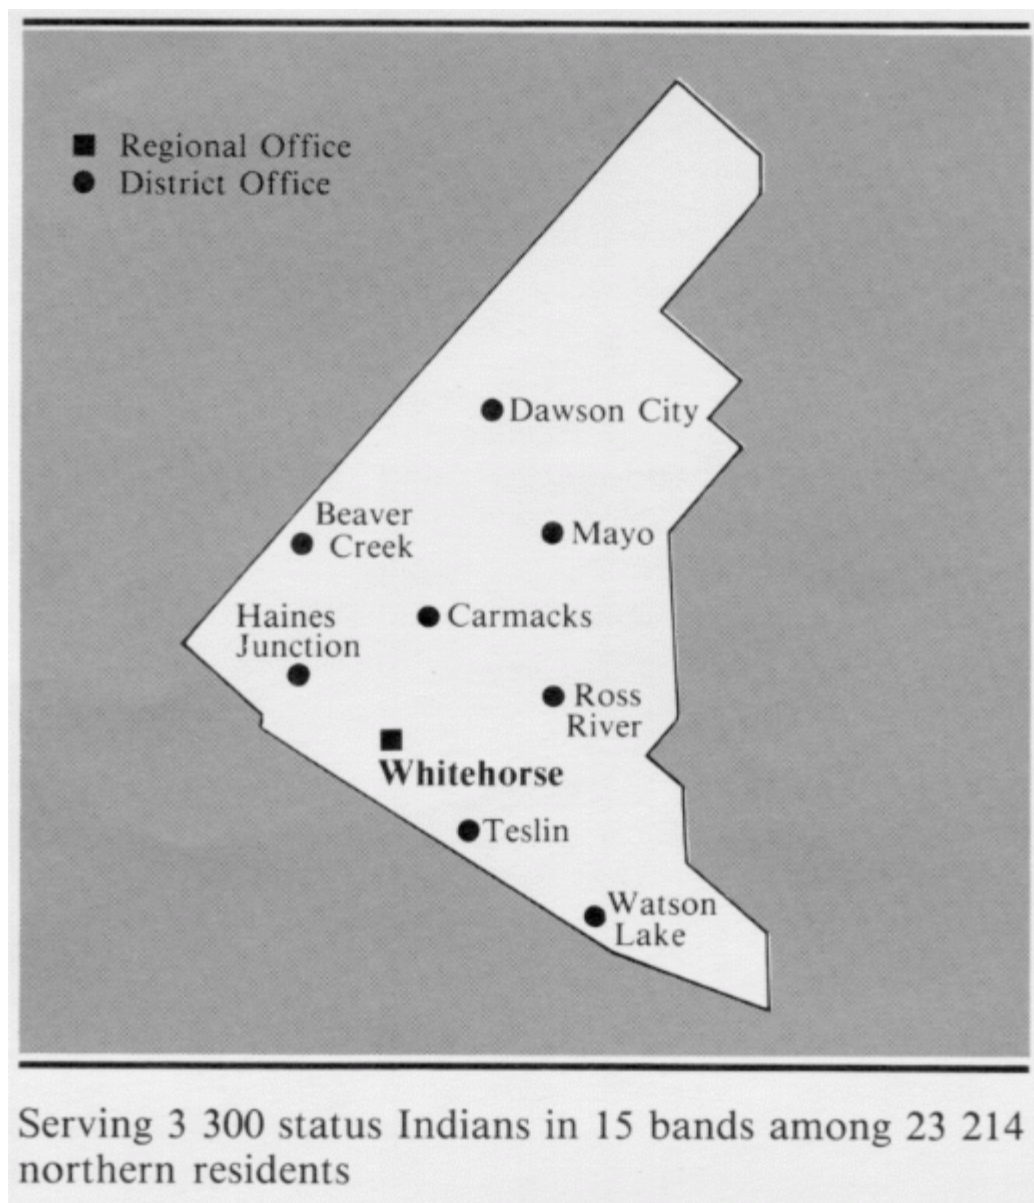 Regional Office
District Office
Dawson City
Beaver
Creek
Mayo
Haines
Junction
Carmacks
Ross
River
Whitehorse
Teslin
Watson
Lake
Serving 3 300 status Indians in 15 bands among 23 214
northern residents